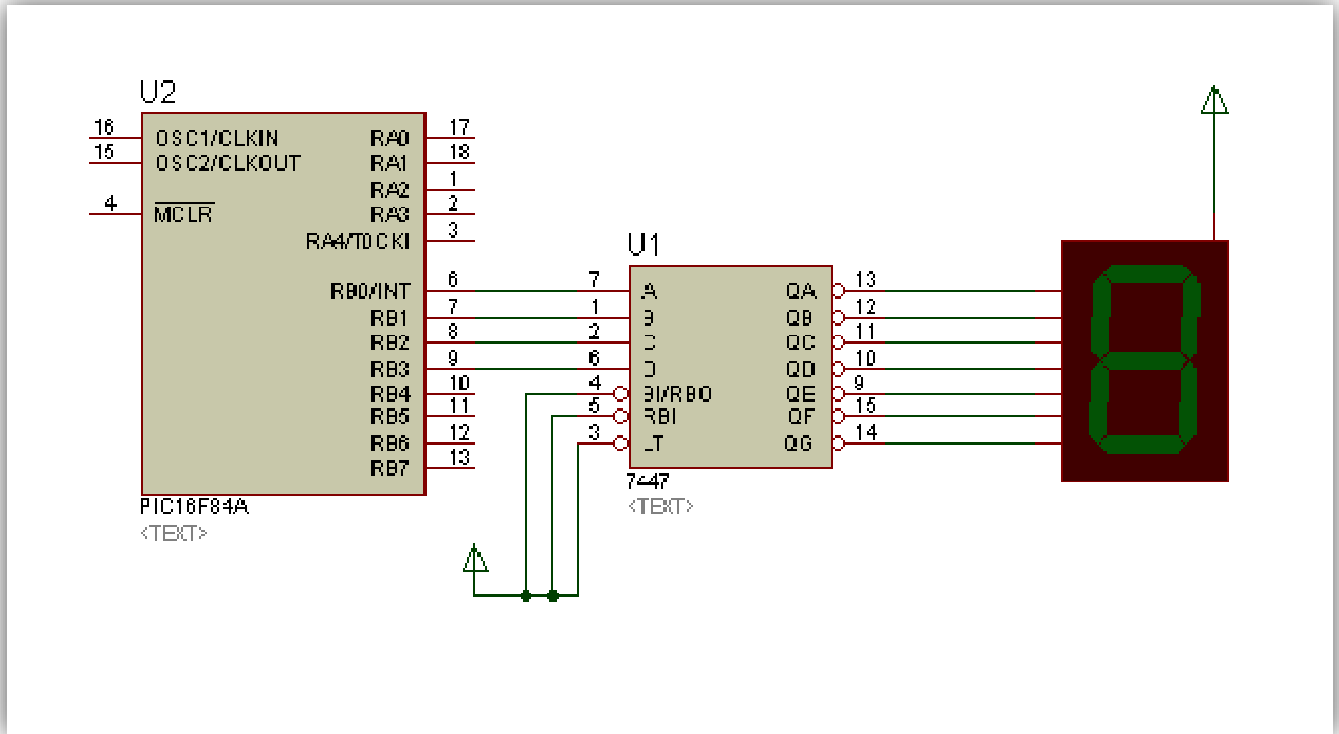 U2
16 OSC1/CLKIN RA0 17
15 OSC2/CLKOUT RA1 18
RA2 1
4 MCLR RA3 2
RA4/T0CKI 3
U1
RB0/INT 6 7 A QA 13
RB1 7 1 B QB 12
RB2 8 2 C QC 11
RB3 9 6 D QD 10
RB4 10 4 BI/RBO QE 9
RB5 11 5 RBI QF 15
RB6 12 3 LT QG 14
RB7 13
7447
<TEXT>
PIC16F84A
<TEXT>